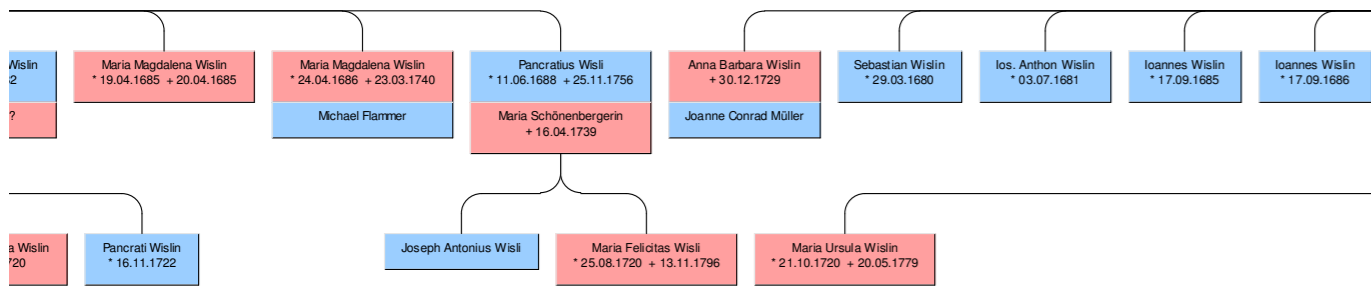 Wislin
Maria Magdalena Wislin
* 19.04.1685 + 20.04.1685
?
Maria Magdalena Wislin
* 24.04.1686 + 23.03.1740
Michael Flammer
Pancratius Wisli
* 11.06.1688 + 25.11.1756
Maria Schönenbergerin
+ 16.04.1739
Anna Barbara Wislin
+ 30.12.1729
Joanne Conrad Müller
Sebastian Wislin
* 29.03.1680
Ios. Anthon Wislin
* 03.07.1681
Ioannes Wislin
* 17.09.1685
Ioannes Wislin
* 17.09.1686
a Wislin
720
Pancrati Wislin
* 16.11.1722
Joseph Antonius Wisli
Maria Felicitas Wisli
* 25.08.1720 + 13.11.1796
Maria Ursula Wislin
* 21.10.1720 + 20.05.1779